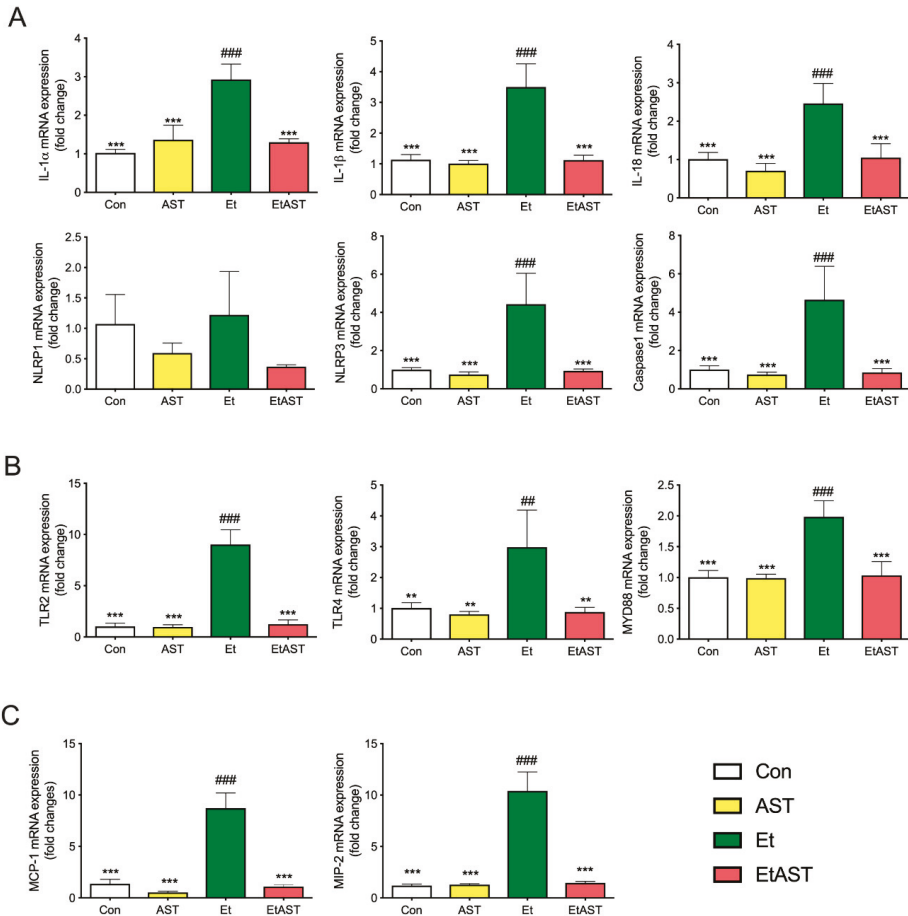 A
IL-1α mRNA expression
(fold change)
4
3
2
1
0
***
***
###
***
Con
AST
Et
EtAST
IL-1β mRNA expression
(fold change)
5
4
3
2
1
0
***
***
###
***
Con
AST
Et
EtAST
IL-18 mRNA expression
(fold change)
4
3
2
1
0
***
***
###
***
Con
AST
Et
EtAST
NLRP1 mRNA expression
(fold change)
2.5
2.0
1.5
1.0
0.5
0.0
Con
AST
Et
EtAST
NLRP3 mRNA expression
(fold change)
8
6
4
2
0
***
***
###
***
Con
AST
Et
EtAST
Caspase1 mRNA expression
(fold change)
8
6
4
2
0
***
***
###
***
Con
AST
Et
EtAST
B
TLR2 mRNA expression
(fold change)
15
10
5
0
***
***
###
***
Con
AST
Et
EtAST
TLR4 mRNA expression
(fold change)
5
4
3
2
1
0
**
**
##
**
Con
AST
Et
EtAST
MYD88 mRNA expression
(fold change)
2.5
2.0
1.5
1.0
0.5
0.0
***
***
###
***
Con
AST
Et
EtAST
C
MCP-1 mRNA expression
(fold changes)
15
10
5
0
***
***
###
***
Con
AST
Et
EtAST
MIP-2 mRNA expression
(fold change)
15
10
5
0
***
***
###
***
Con
AST
Et
EtAST
Con
AST
Et
EtAST